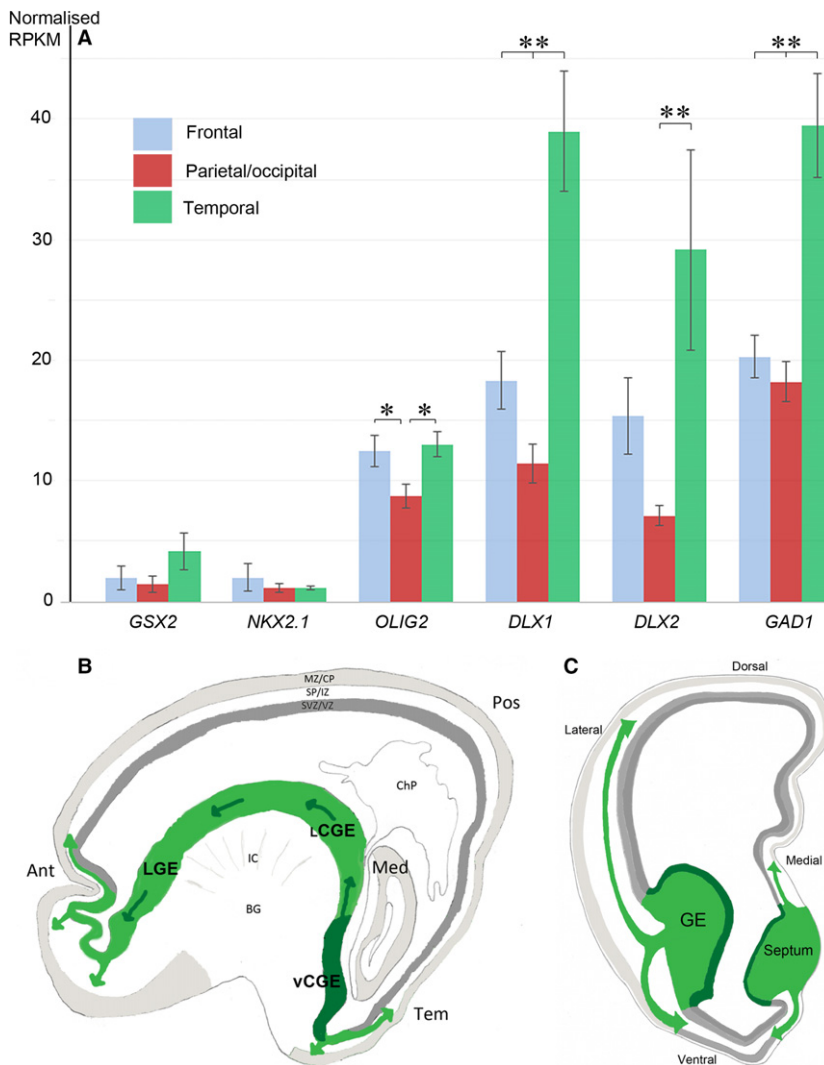 Normalised
RPKM
A
**
**
40
Frontal
**
Parietal/occipital
Temporal
30
20
* *
10
0
GSX2 NKX2.1 OLIG2 DLX1 DLX2 GAD1
B
MZ/CP
SP/IZ
SVZ/VZ
Pos
ChP
LCGE
LGE
Ant
IC
Med
BG
vCGE
Tem
C
Dorsal
Lateral
Medial
GE
Septum
Ventral